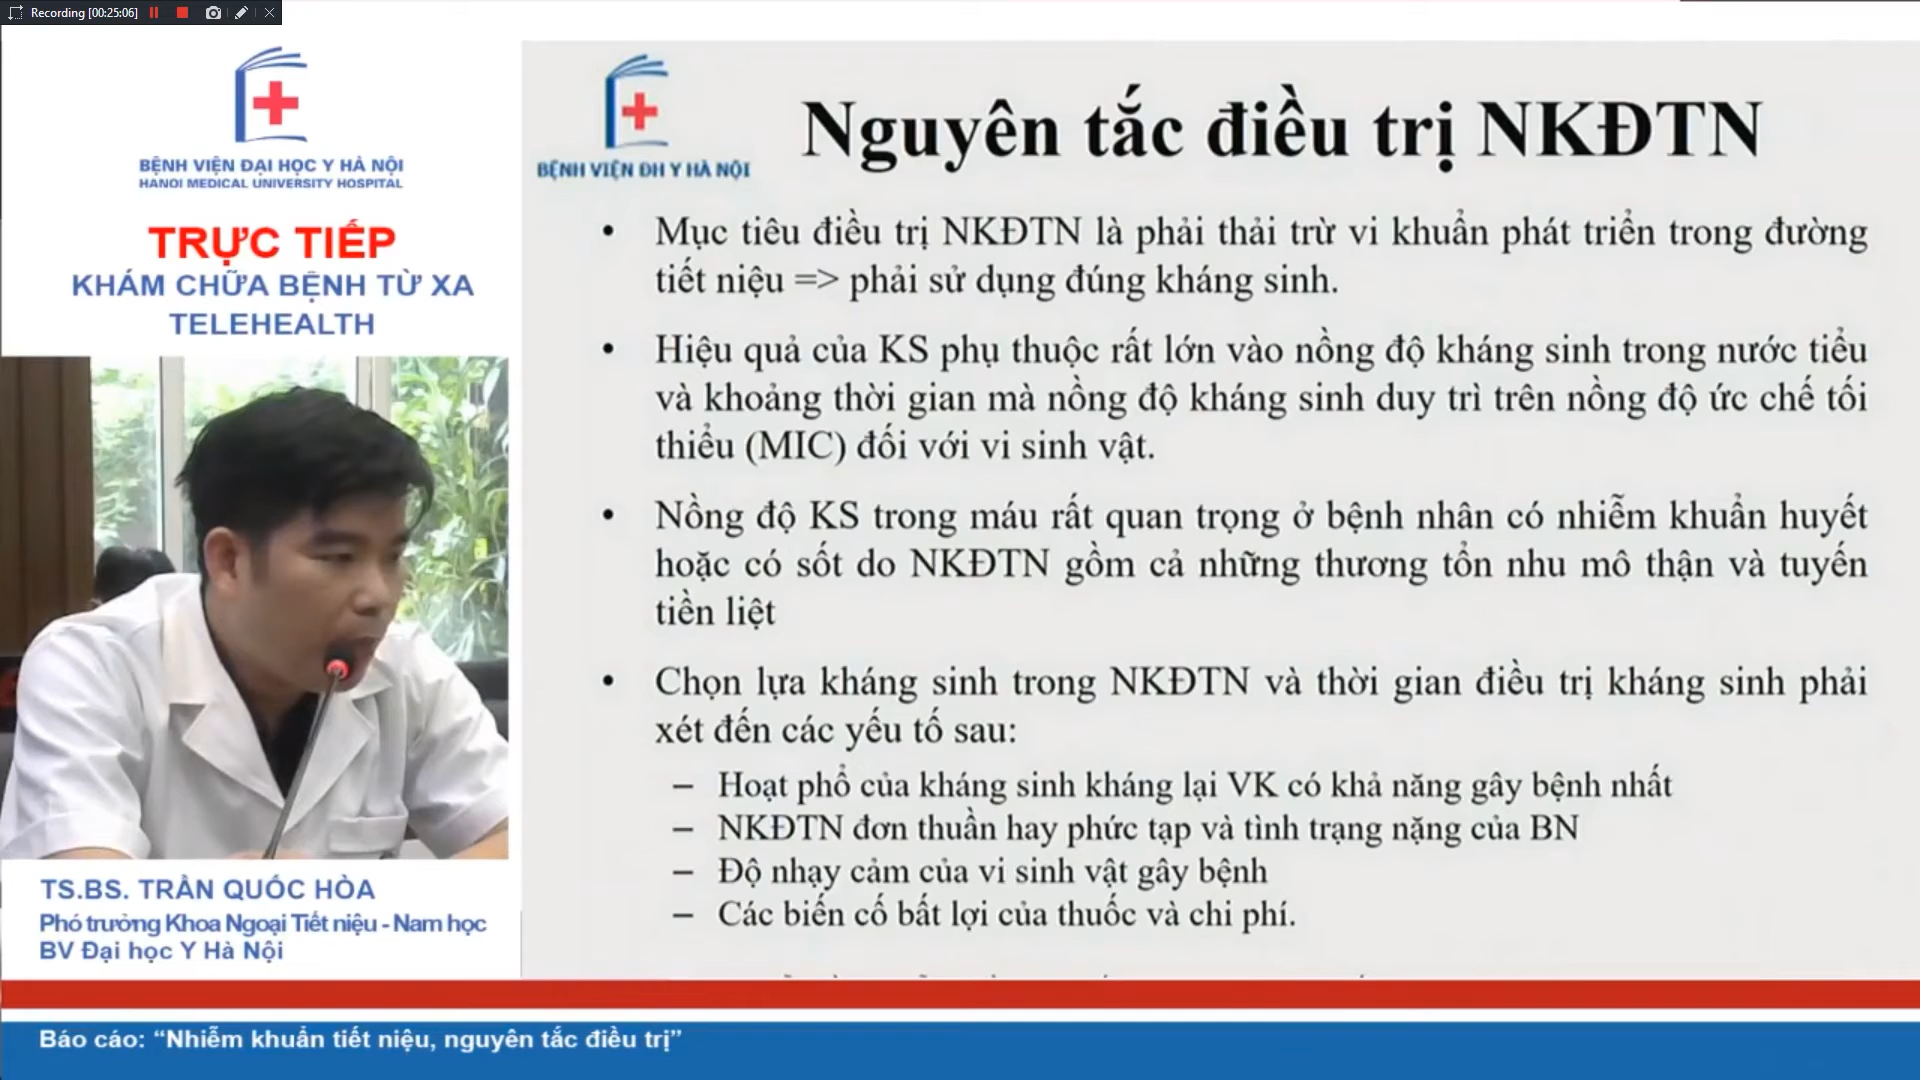 Recording [00:25:06]
BỆNH VIỆN ĐẠI HỌC Y HÀ NỘI
HANOI MEDICAL UNIVERSITY HOSPITAL
TRỰC TIẾP
KHÁM CHỮA BỆNH TỪ XA
TELEHEALTH
TS.BS. TRẦN QUỐC HÒA
Phó trưởng Khoa Ngoại Tiết niệu - Nam học
BV Đại học Y Hà Nội
BỆNH VIỆN ĐH Y HÀ NỘI
Nguyên tắc điều trị NKĐTN
• Mục tiêu điều trị NKĐTN là phải thải trừ vi khuẩn phát triển trong đường
tiết niệu => phải sử dụng đúng kháng sinh.
• Hiệu quả của KS phụ thuộc rất lớn vào nồng độ kháng sinh trong nước tiểu
và khoảng thời gian mà nồng độ kháng sinh duy trì trên nồng độ ức chế tối
thiểu (MIC) đối với vi sinh vật.
• Nồng độ KS trong máu rất quan trọng ở bệnh nhân có nhiễm khuẩn huyết
hoặc có sốt do NKĐTN gồm cả những thương tổn nhu mô thận và tuyến
tiền liệt
• Chọn lựa kháng sinh trong NKĐTN và thời gian điều trị kháng sinh phải
xét đến các yếu tố sau:
– Hoạt phổ của kháng sinh kháng lại VK có khả năng gây bệnh nhất
– NKĐTN đơn thuần hay phức tạp và tình trạng nặng của BN
– Độ nhạy cảm của vi sinh vật gây bệnh
– Các biến cố bất lợi của thuốc và chi phí.
Báo cáo: “Nhiễm khuẩn tiết niệu, nguyên tắc điều trị”